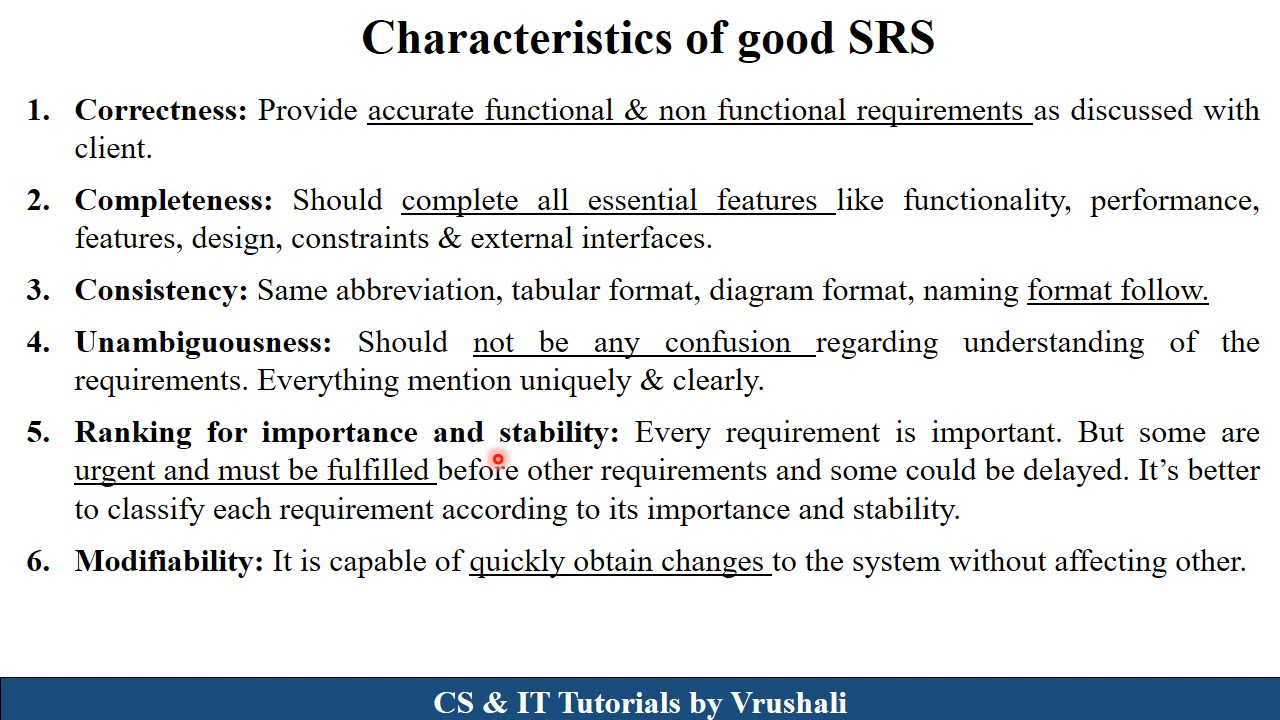 Characteristics of good SRS
1. Correctness: Provide accurate functional & non functional requirements as discussed with
client.
2. Completeness: Should complete all essential features like functionality, performance,
features, design, constraints & external interfaces.
3. Consistency: Same abbreviation, tabular format, diagram format, naming format follow.
4. Unambiguousness: Should not be any confusion regarding understanding of the
requirements. Everything mention uniquely & clearly.
5. Ranking for importance and stability: Every requirement is important. But some are
urgent and must be fulfilled before other requirements and some could be delayed. It’s better
to classify each requirement according to its importance and stability.
6. Modifiability: It is capable of quickly obtain changes to the system without affecting other.
CS & IT Tutorials by Vrushali